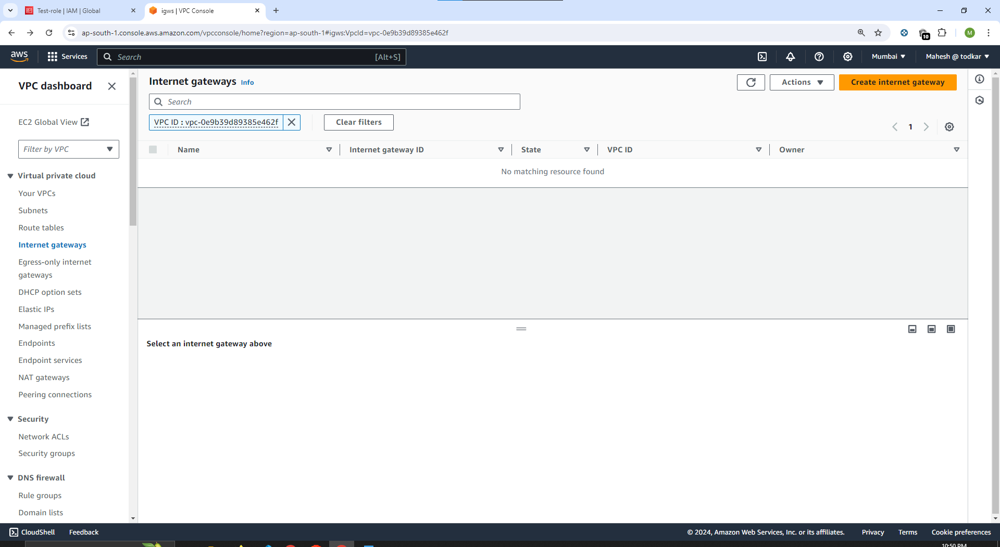 Test-role | IAM | Global
igws | VPC Console
ap-south-1.console.aws.amazon.com/vpcconsole/home?region=ap-south-1#igws:VpcId=vpc-0e9b39d89385e462f
10
M
aws
Services
Search
[Alt+S]
Mumbai
Mahesh @ todkar
VPC dashboard
EC2 Global View
Filter by VPC
Virtual private cloud
Your VPCs
Subnets
Route tables
Internet gateways
Egress-only internet
gateways
DHCP option sets
Elastic IPs
Managed prefix lists
Endpoints
Endpoint services
NAT gateways
Peering connections
Security
Network ACLs
Security groups
DNS firewall
Rule groups
Domain lists
Internet gateways Info
Actions
Create internet gateway
Search
VPC ID : vpc-0e9b39d89385e462f
Clear filters
1
Name
Internet gateway ID
State
VPC ID
Owner
No matching resource found
Select an internet gateway above
CloudShell
Feedback
© 2024, Amazon Web Services, Inc. or its affiliates.
Privacy
Terms
Cookie preferences
10:50 PM